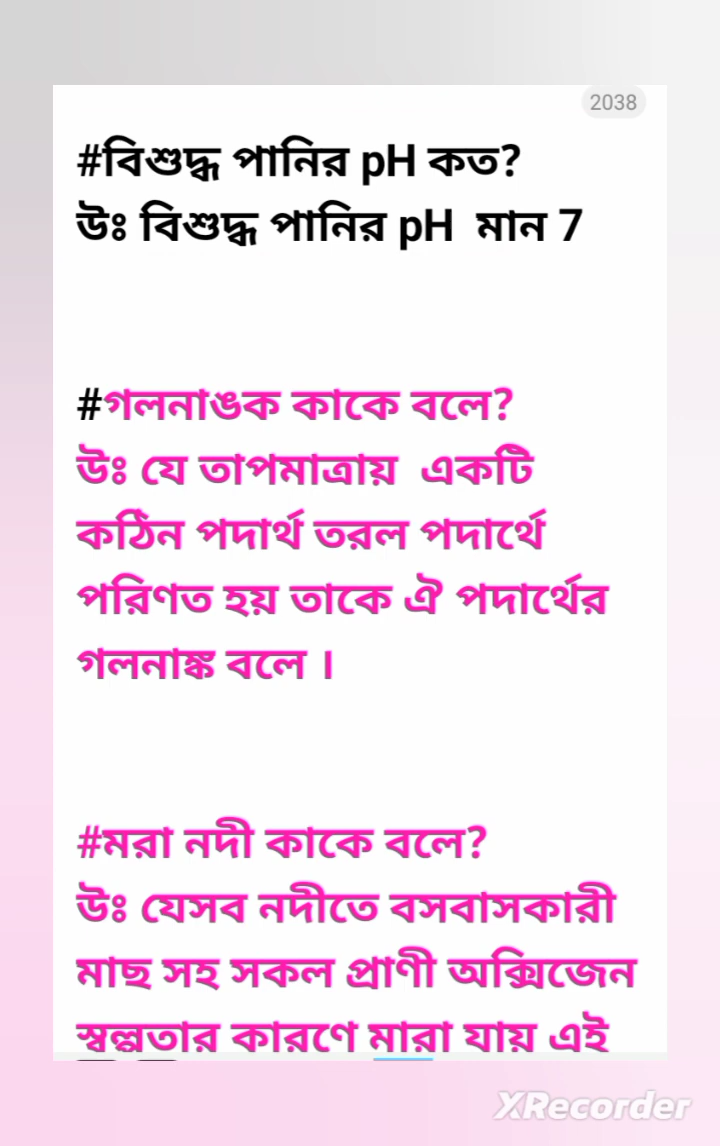 2038
#বিশুদ্ধ পানির pH কত?
উঃ বিশুদ্ধ পানির pH মান 7
#গলনাঙক কাকে বলে?
উঃ যে তাপমাত্রায় একটি
কঠিন পদার্থ তরল পদার্থে
পরিণত হয় তাকে ঐ পদার্থের
গলনাঙ্ক বলে ।
#মরা নদী কাকে বলে?
উঃ যেসব নদীতে বসবাসকারী
মাছ সহ সকল প্রাণী অক্সিজেন
স্বল্পতার কারণে মারা যায় এই
XRecorder